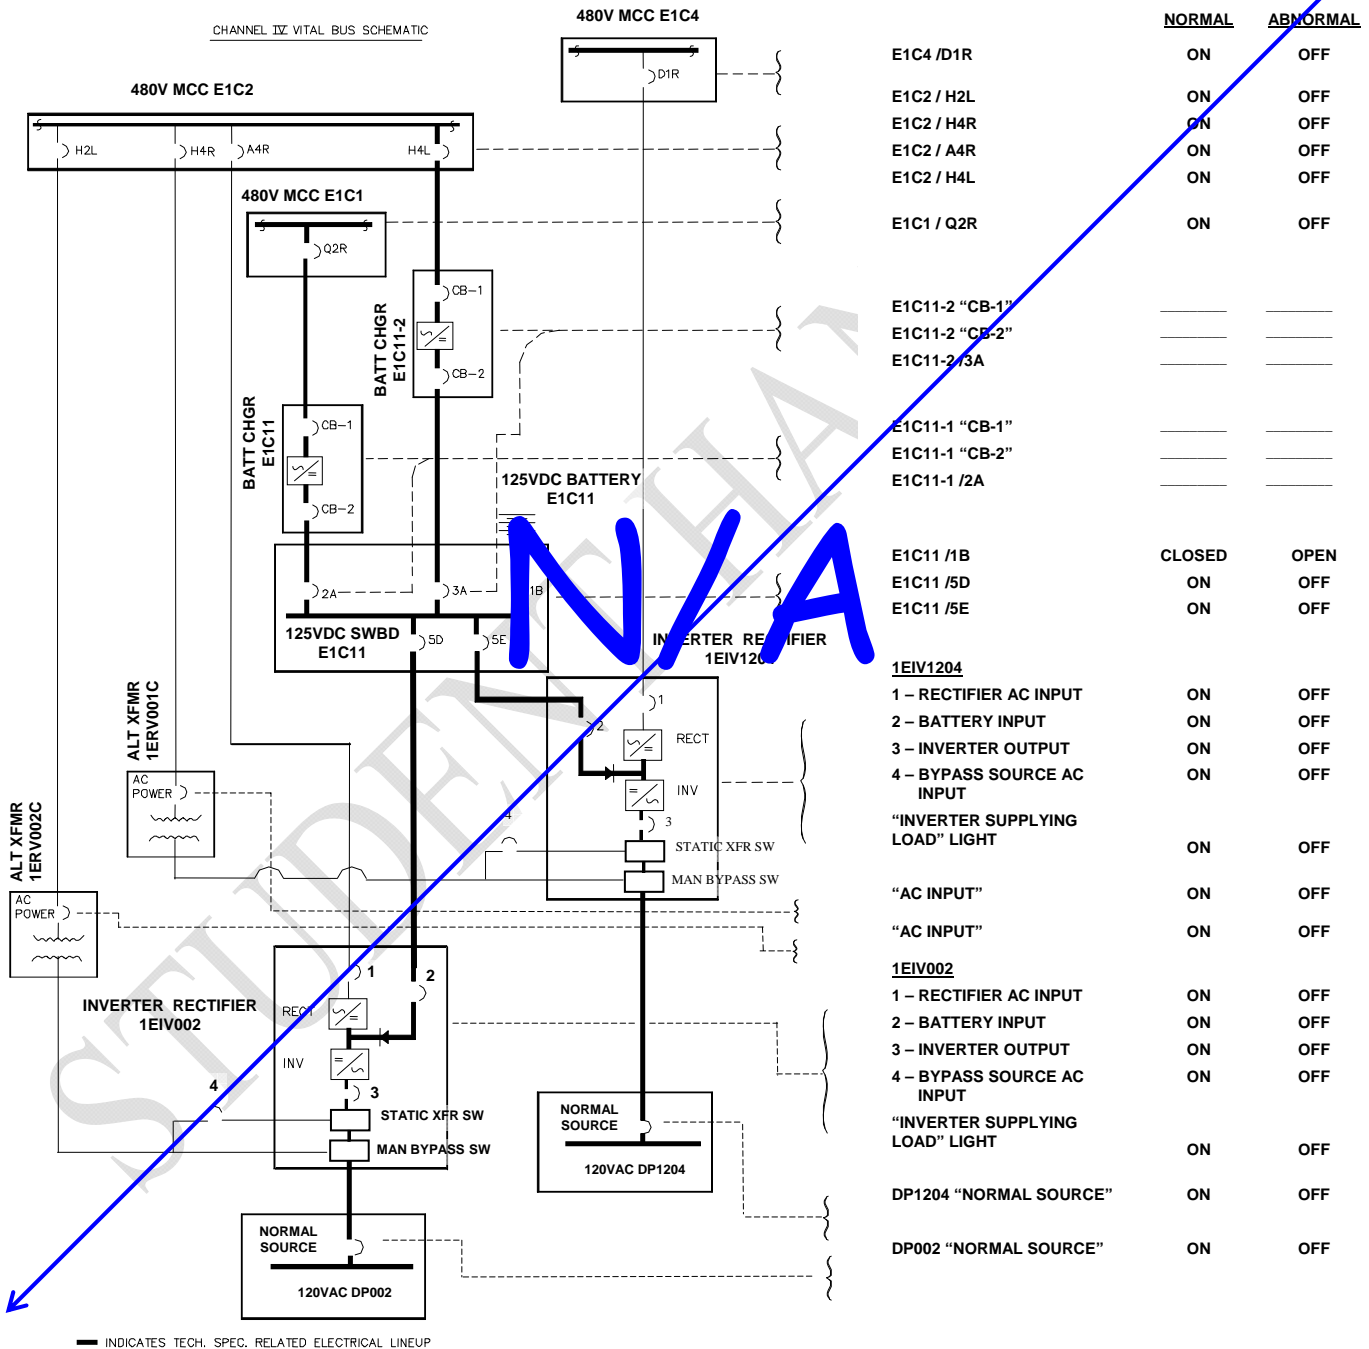 CHANNEL IV VITAL BUS SCHEMATIC
480V MCC E1C4
D1R
480V MCC E1C2
H2L
H4R
A4R
H4L
480V MCC E1C1
Q2R
BATT CHGR
E1C11-2
CB-1
CB-2
BATT CHGR
E1C11
CB-1
CB-2
125VDC BATTERY
E1C11
2A
3A
1B
125VDC SWBD
E1C11
5D
5E
INVERTER RECTIFIER
1EIV1204
1
2
RECT
INV
3
4
STATIC XFR SW
MAN BYPASS SW
ALT XFMR
1ERV001C
AC
POWER
ALT XFMR
1ERV002C
AC
POWER
INVERTER RECTIFIER
1EIV002
1
2
RECT
INV
3
4
STATIC XFR SW
MAN BYPASS SW
NORMAL
SOURCE
120VAC DP1204
NORMAL
SOURCE
120VAC DP002
INDICATES TECH. SPEC. RELATED ELECTRICAL LINEUP
NORMAL ABNORMAL
E1C4 /D1R ON OFF
E1C2 / H2L ON OFF
E1C2 / H4R ON OFF
E1C2 / A4R ON OFF
E1C2 / H4L ON OFF
E1C1 / Q2R ON OFF
E1C11-2 “CB-1”
E1C11-2 “CB-2”
E1C11-2 /3A
E1C11-1 “CB-1”
E1C11-1 “CB-2”
E1C11-1 /2A
E1C11 /1B CLOSED OPEN
E1C11 /5D ON OFF
E1C11 /5E ON OFF
1EIV1204
1 – RECTIFIER AC INPUT ON OFF
2 – BATTERY INPUT ON OFF
3 – INVERTER OUTPUT ON OFF
4 – BYPASS SOURCE AC ON OFF
INPUT
“INVERTER SUPPLYING
LOAD” LIGHT ON OFF
“AC INPUT” ON OFF
“AC INPUT” ON OFF
1EIV002
1 – RECTIFIER AC INPUT ON OFF
2 – BATTERY INPUT ON OFF
3 – INVERTER OUTPUT ON OFF
4 – BYPASS SOURCE AC ON OFF
INPUT
“INVERTER SUPPLYING
LOAD” LIGHT ON OFF
DP1204 “NORMAL SOURCE” ON OFF
DP002 “NORMAL SOURCE” ON OFF
N/A
STUDENT HAN